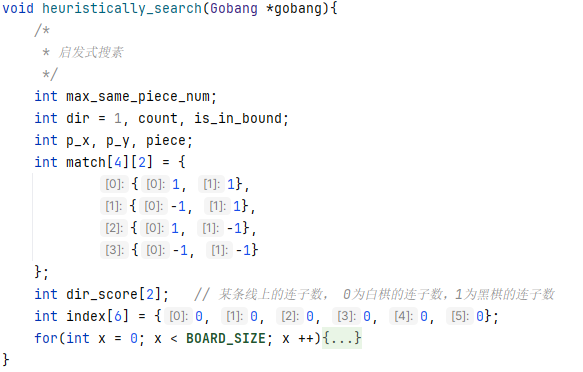 void heuristically_search(Gobang *gobang){
/*
* 启发式搜素
*/
int max_same_piece_num;
int dir = 1, count, is_in_bound;
int p_x, p_y, piece;
int match[4][2] = {
[0]: {[0]: 1, [1]: 1},
[1]: {[0]: -1, [1]: 1},
[2]: {[0]: 1, [1]: -1},
[3]: {[0]: -1, [1]: -1}
};
int dir_score[2]; // 某条线上的连子数, 0为白棋的连子数,1为黑棋的连子数
int index[6] = {[0]: 0, [1]: 0, [2]: 0, [3]: 0, [4]: 0, [5]: 0};
for(int x = 0; x < BOARD_SIZE; x ++){...}
}